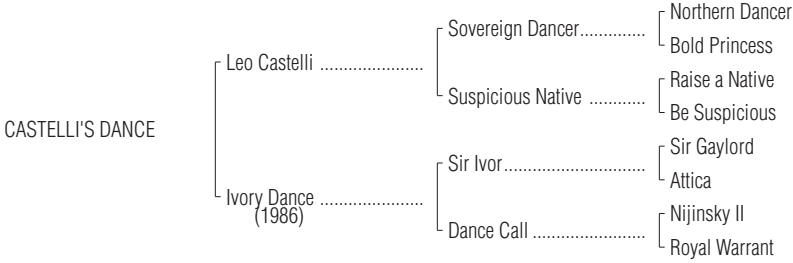 Northern Dancer
Sovereign Dancer..............
Bold Princess
Leo Castelli ......................
Raise a Native
Suspicious Native ............
Be Suspicious
CASTELLI'S DANCE
Sir Gaylord
Sir Ivor..............................
Attica
Ivory Dance ......................
(1986)
Nijinsky II
Dance Call ........................
Royal Warrant